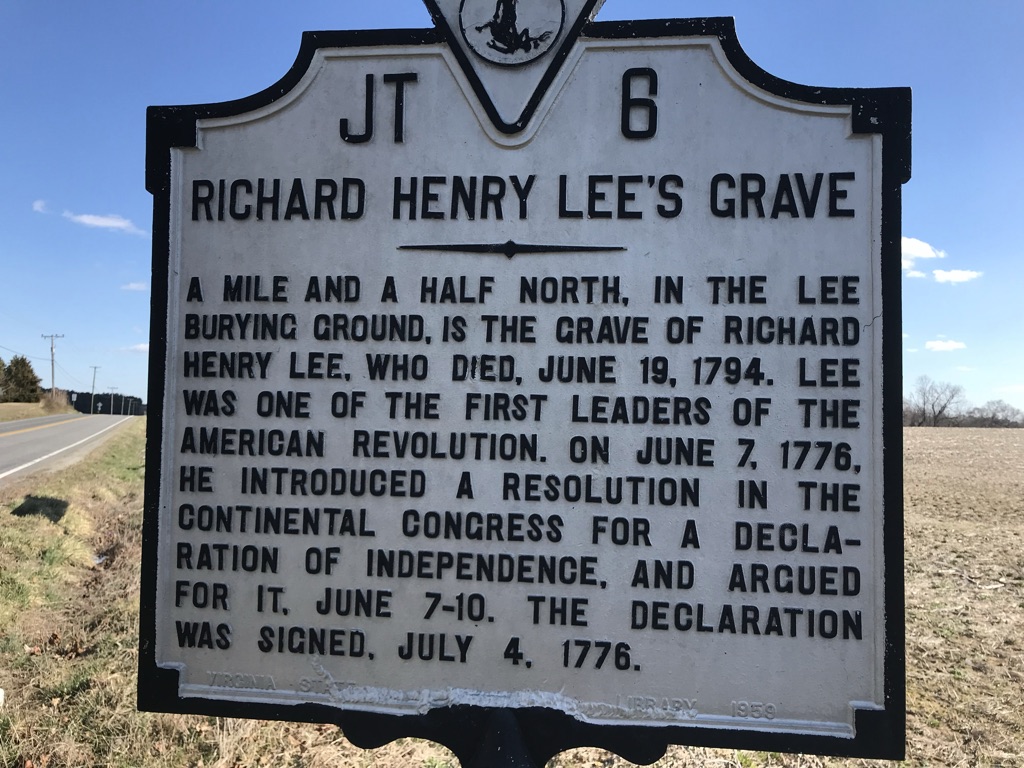 JT 6
RICHARD HENRY LEE'S GRAVE
A MILE AND A HALF NORTH, IN THE LEE
BURYING GROUND, IS THE GRAVE OF RICHARD
HENRY LEE, WHO DIED, JUNE 19, 1794. LEE
WAS ONE OF THE FIRST LEADERS OF THE
AMERICAN REVOLUTION. ON JUNE 7, 1776,
HE INTRODUCED A RESOLUTION IN THE
CONTINENTAL CONGRESS FOR A DECLA-
RATION OF INDEPENDENCE, AND ARGUED
FOR IT, JUNE 7-10. THE DECLARATION
WAS SIGNED, JULY 4, 1776.
VIRGINIA STATE LIBRARY 1959